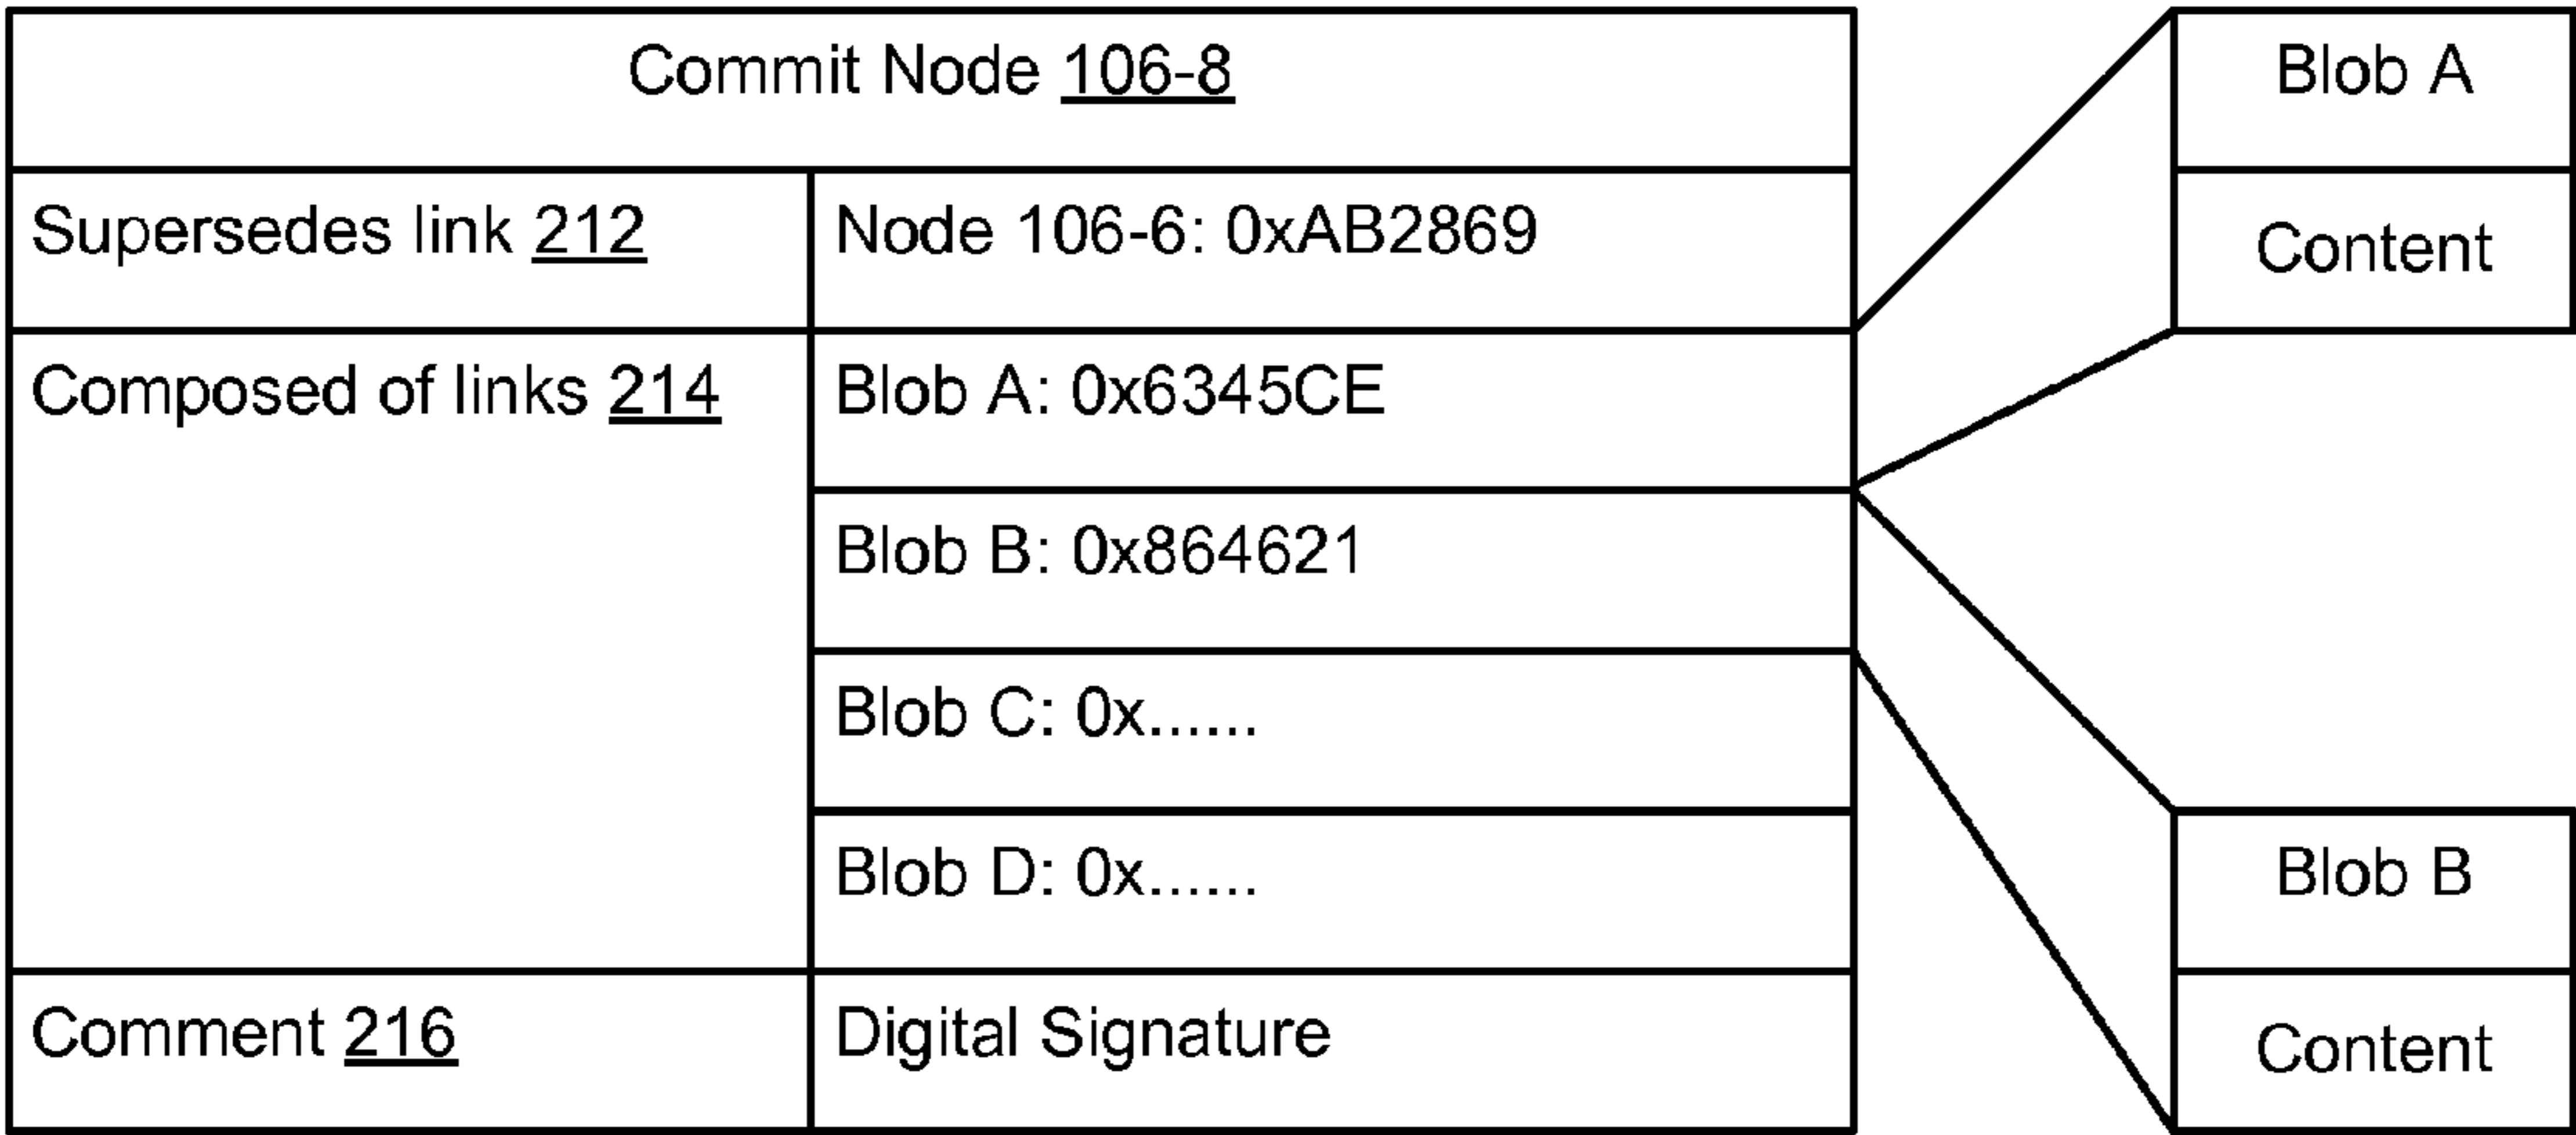 Commit Node 106-8
Supersedes link 212
Node 106-6: 0xAB2869
Composed of links 214
Blob A: 0x6345CE
Blob B: 0x864621
Blob C: 0x......
Blob D: 0x......
Comment 216
Digital Signature
Blob A
Content
Blob B
Content